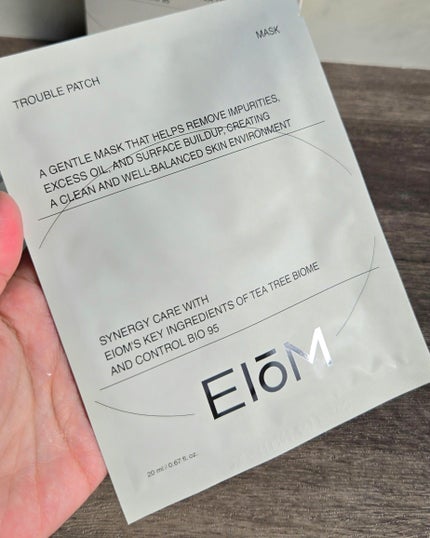 MASK
TROUBLE PATCH
A GENTLE MASK THAT HELPS REMOVE IMPURITIES,
EXCESS OIL, AND SURFACE BUILDUP, CREATING
A CLEAN AND WELL-BALANCED SKIN ENVIRONMENT
SYNERGY CARE WITH
EIOM'S KEY INGREDIENTS OF TEA TREE BIOME
AND CONTROL BIO 95
EIōM
20 ml / 0.67 fl. oz.